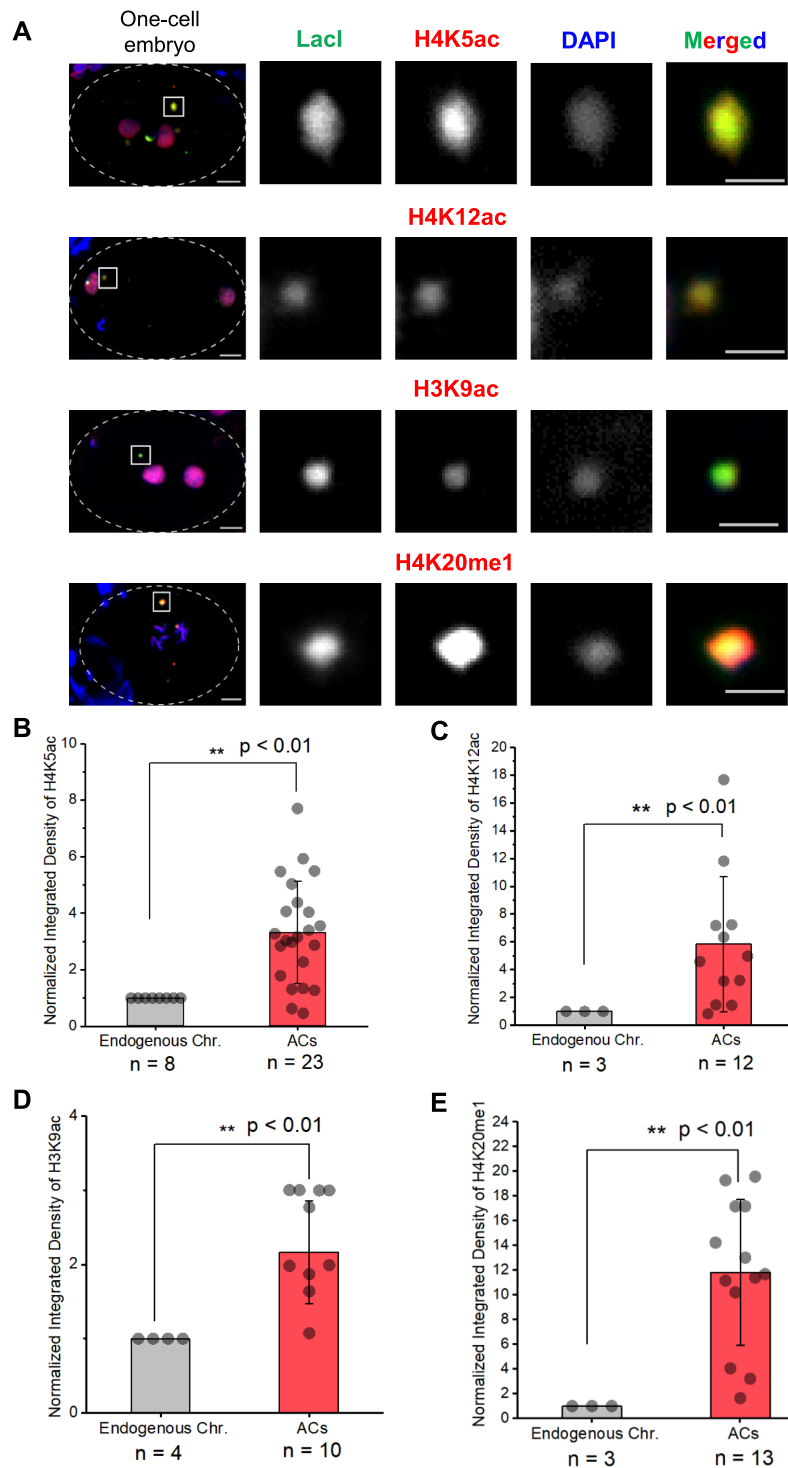 A
One-cell
embryo
LacI
H4K5ac
DAPI
Merged
H4K12ac
H3K9ac
H4K20me1
B
Normalized Integrated Density of H4K5ac
10
8
6
4
2
0
** p < 0.01
Endogenous Chr.
ACs
n = 8
n = 23
C
Normalized Integrated Density of H4K12ac
20
18
16
14
12
10
8
6
4
2
0
** p < 0.01
Endogenou Chr.
ACs
n = 3
n = 12
D
Normalized Integrated Density of H3K9ac
4
2
0
** p < 0.01
Endogenous Chr.
ACs
n = 4
n = 10
E
Normalized Integrated Density of H4K20me1
24
22
20
18
16
14
12
10
8
6
4
2
0
** p < 0.01
Endogenous Chr.
ACs
n = 3
n = 13